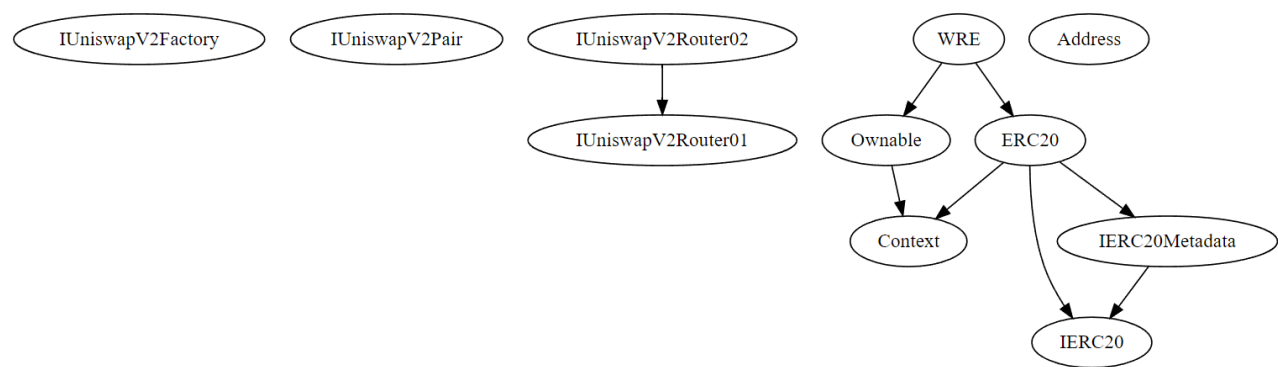 IUniswapV2Factory
IUniswapV2Pair
IUniswapV2Router02
WRE
Address
IUniswapV2Router01
Ownable
ERC20
Context
IERC20Metadata
IERC20